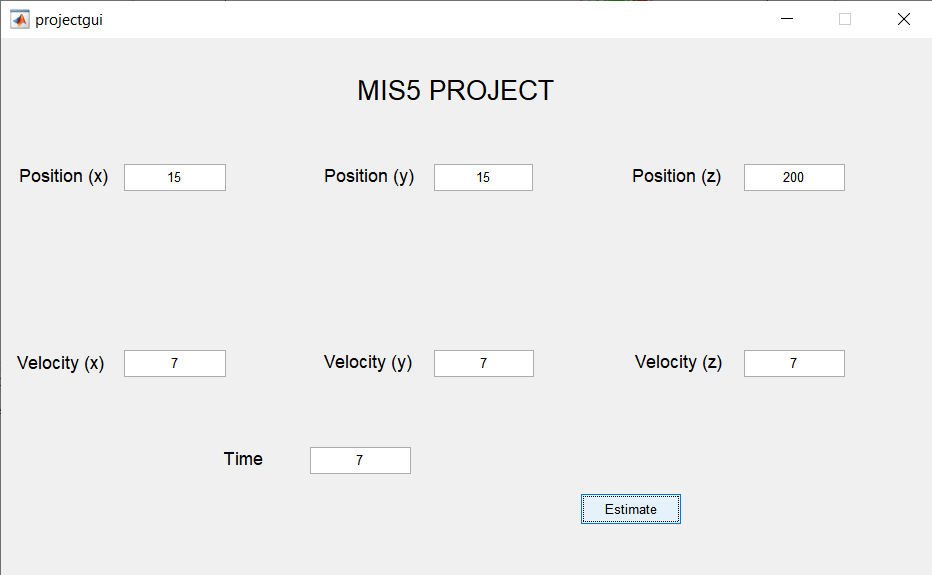 projectgui
MIS5 PROJECT
Position (x) 15 Position (y) 15 Position (z) 200
Velocity (x) 7 Velocity (y) 7 Velocity (z) 7
Time 7
Estimate